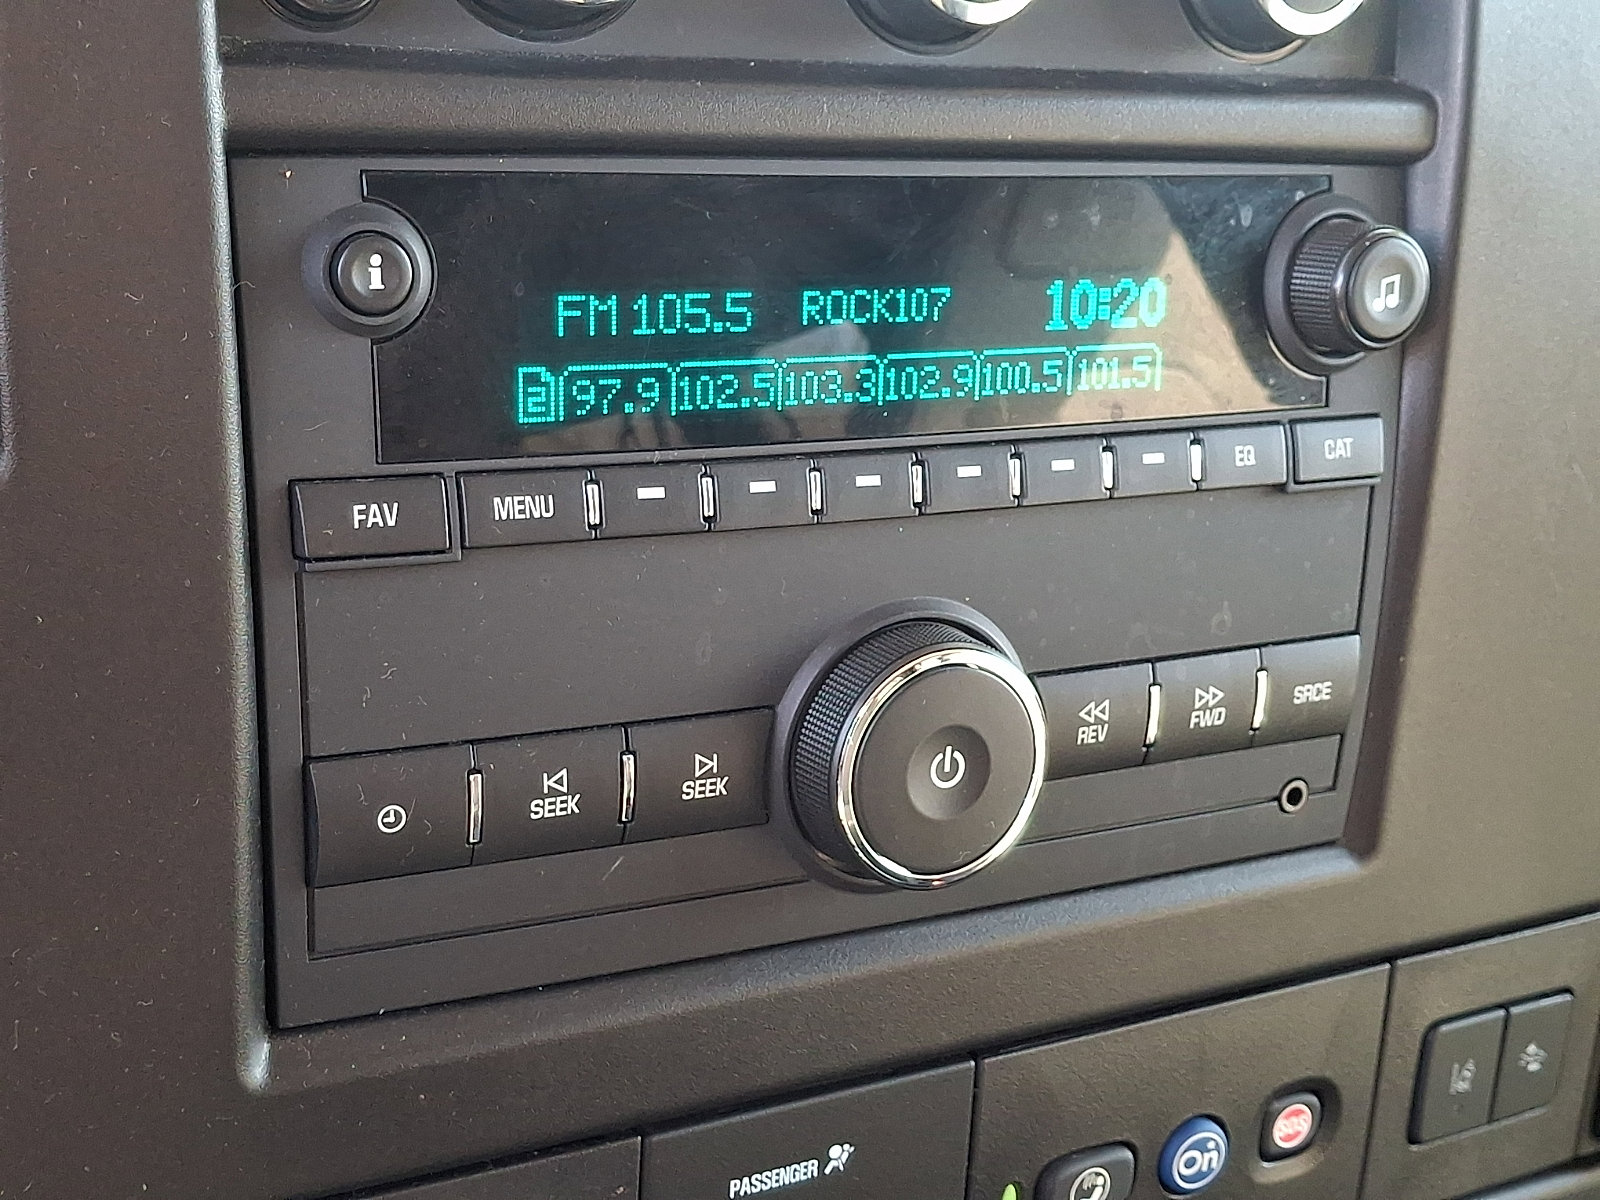 i
FM 105.5 ROCK107 10:20
2 97.9 102.5 103.3 102.9 100.5 101.5
FAV MENU EQ CAT
SEEK SEEK REV FWD SRCE
PASSENGER On SOS